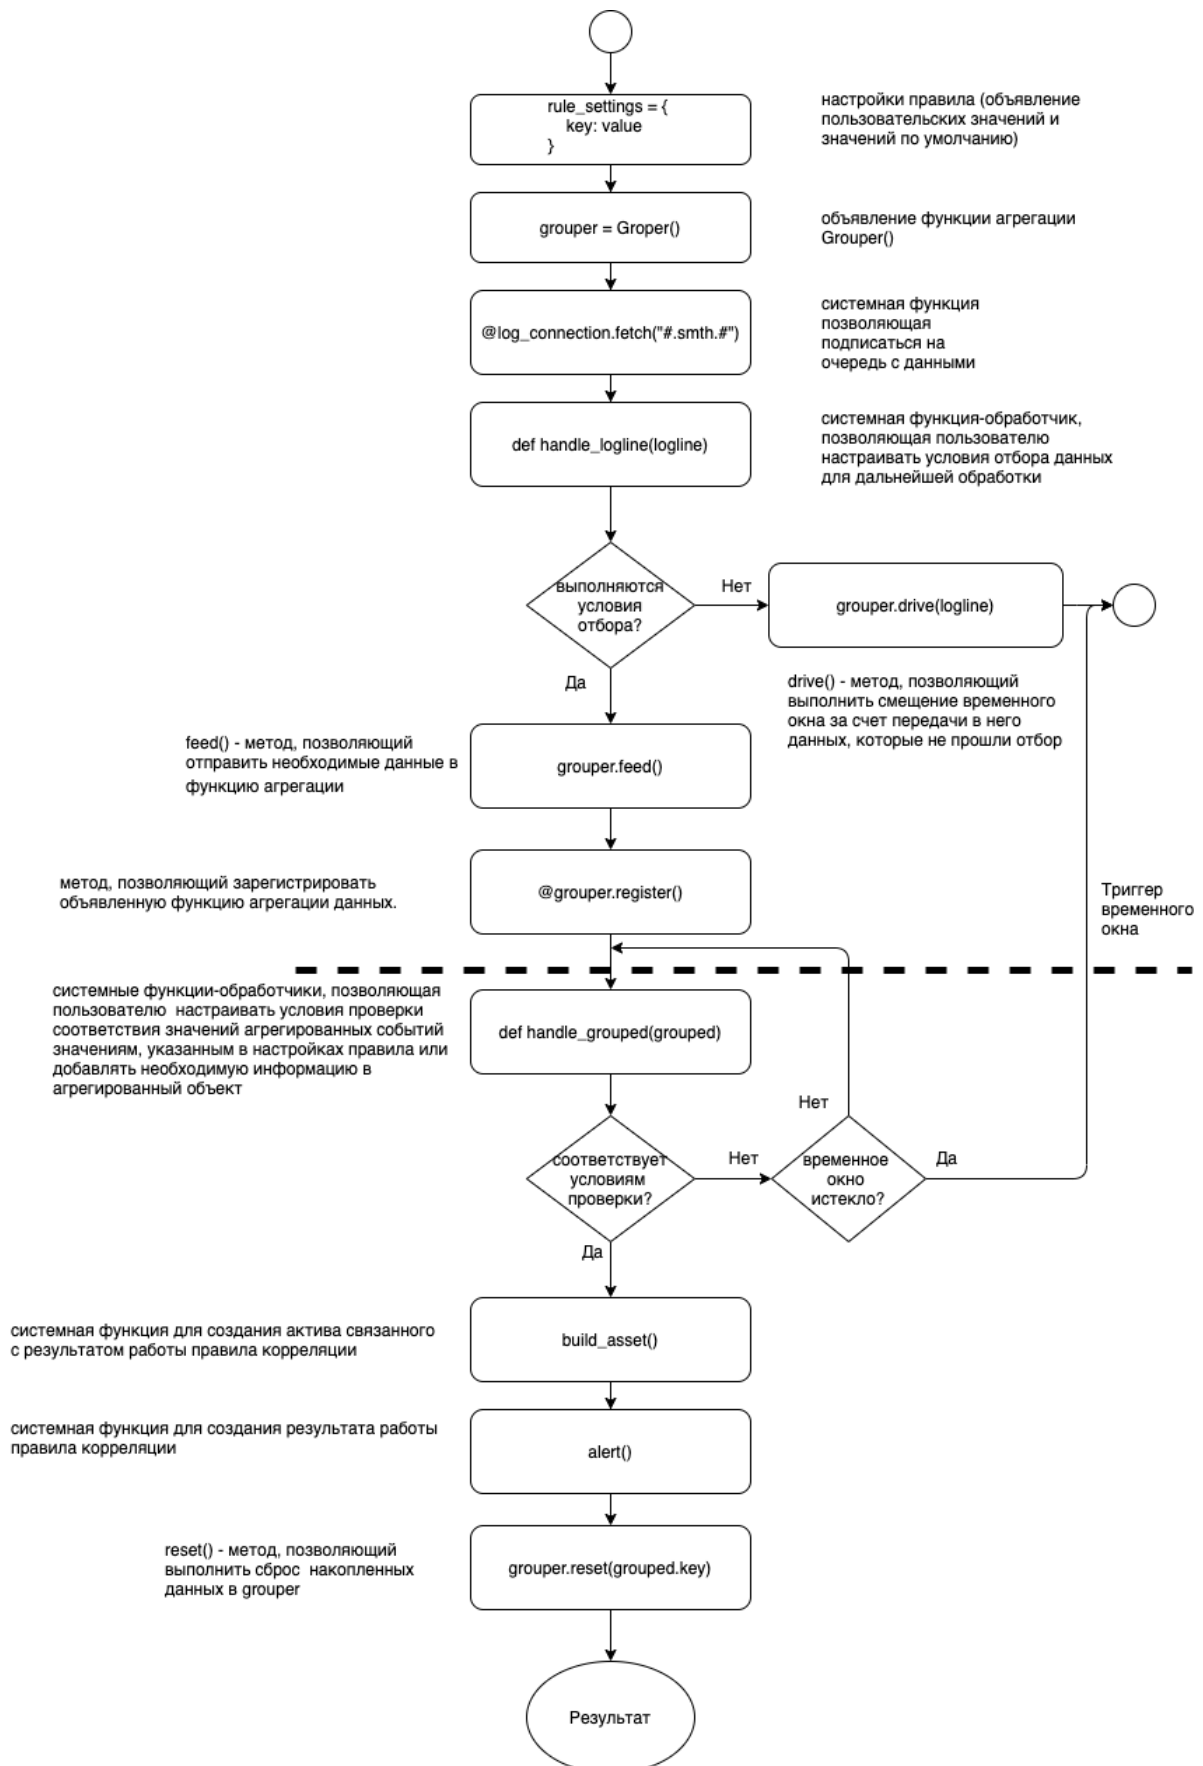 rule_settings = {
key: value
}
настройки правила (объявление
пользовательских значений и
значений по умолчанию)
grouper = Groper()
объявление функции агрегации
Grouper()
@log_connection.fetch("#.smth.#")
системная функция
позволяющая
подписаться на
очередь с данными
def handle_logline(logline)
системная функция-обработчик,
позволяющая пользователю
настраивать условия отбора данных
для дальнейшей обработки
выполняются
условия
отбора?
Нет
grouper.drive(logline)
Да
drive() - метод, позволяющий
выполнить смещение временного
окна за счет передачи в него
данных, которые не прошли отбор
feed() - метод, позволяющий
отправить необходимые данные в
функцию агрегации
grouper.feed()
метод, позволяющий зарегистрировать
объявленную функцию агрегации данных.
@grouper.register()
Триггер
временного
окна
системные функции-обработчики, позволяющая
пользователю  настраивать условия проверки
соответствия значений агрегированных событий
значениям, указанным в настройках правила или
добавлять необходимую информацию в
агрегированный объект
def handle_grouped(grouped)
Нет
соответствует
условиям
проверки?
Нет
временное
окно
истекло?
Да
Да
системная функция для создания актива связанного
с результатом работы правила корреляции
build_asset()
системная функция для создания результата работы
правила корреляции
alert()
reset() - метод, позволяющий
выполнить сброс  накопленных
данных в grouper
grouper.reset(grouped.key)
Результат